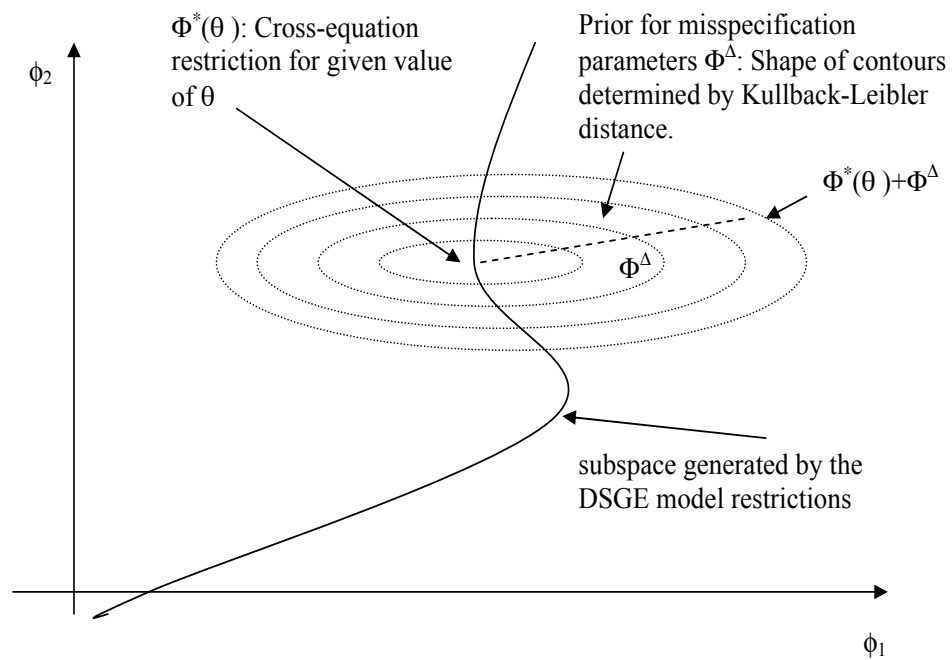 Φ*(θ ): Cross-equation
restriction for given value
of θ
Prior for misspecification
parameters Φ^Δ: Shape of contours
determined by Kullback-Leibler
distance.
ϕ₂
Φ*(θ )+Φ^Δ
Φ^Δ
subspace generated by the
DSGE model restrictions
ϕ₁